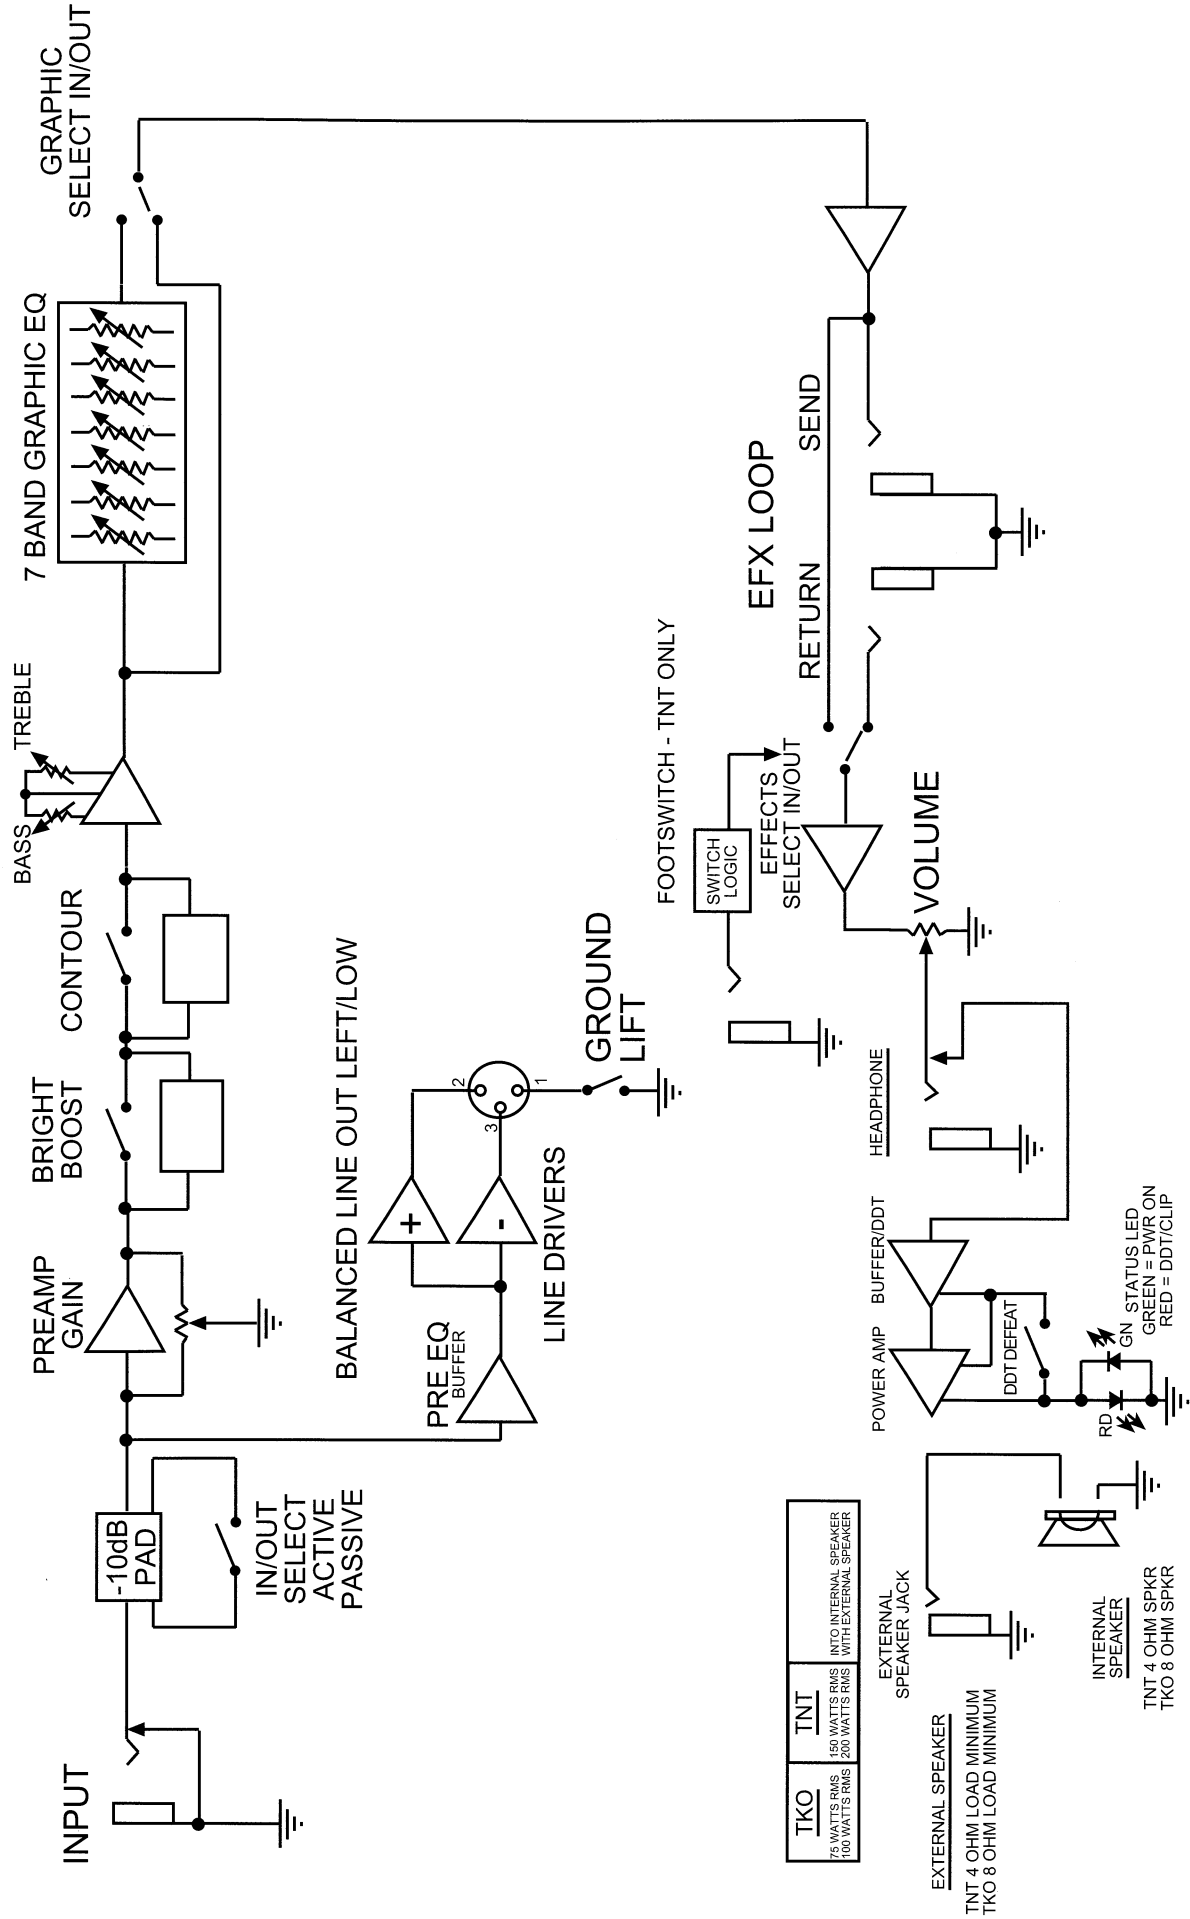 INPUT
-10dB
PAD
IN/OUT
SELECT
ACTIVE
PASSIVE
PREAMP
GAIN
BRIGHT
BOOST
CONTOUR
BASS
TREBLE
7 BAND GRAPHIC EQ
GRAPHIC
SELECT IN/OUT
BALANCED LINE OUT LEFT/LOW
PRE EQ
BUFFER
+
-
LINE DRIVERS
2
3
1
GROUND
LIFT
FOOTSWITCH - TNT ONLY
SWITCH
LOGIC
EFFECTS
SELECT IN/OUT
EFX LOOP
RETURN
SEND
VOLUME
HEADPHONE
BUFFER/DDT
POWER AMP
DDT DEFEAT
RD
GN
STATUS LED
GREEN = PWR ON
RED = DDT/CLIP
TKO
75 WATTS RMS
100 WATTS RMS
TNT
150 WATTS RMS
200 WATTS RMS
INTO INTERNAL SPEAKER
WITH EXTERNAL SPEAKER
EXTERNAL
SPEAKER JACK
EXTERNAL SPEAKER
TNT 4 OHM LOAD MINIMUM
TKO 8 OHM LOAD MINIMUM
INTERNAL
SPEAKER
TNT 4 OHM SPKR
TKO 8 OHM SPKR